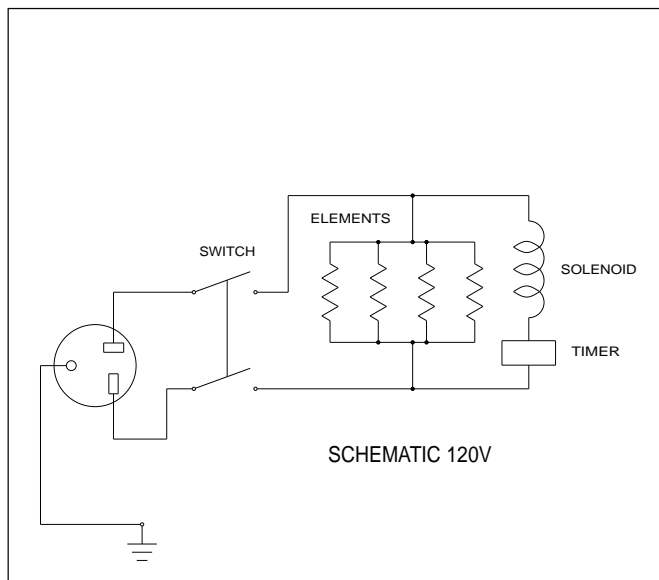 ELEMENTS
SWITCH
SOLENOID
TIMER
SCHEMATIC 120V